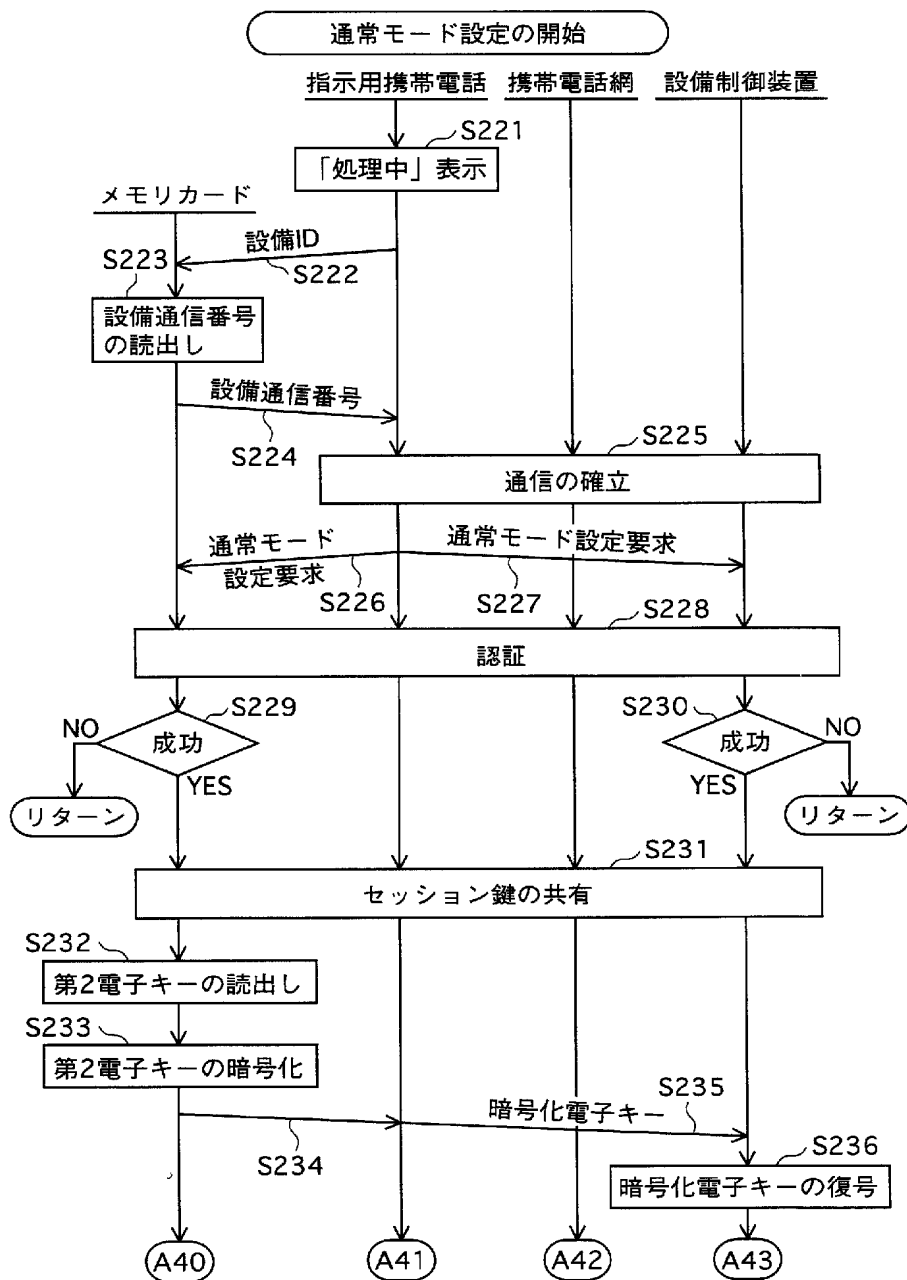 通常モード設定の開始
指示用携帯電話
携帯電話網
設備制御装置
S221
「処理中」表示
メモリカード
設備ID
S222
S223
設備通信番号
の読出し
設備通信番号
S224
S225
通信の確立
通常モード
設定要求
通常モード設定要求
S226
S227
S228
認証
S229
S230
NO
成功
YES
成功
NO
YES
リターン
リターン
S231
セッション鍵の共有
S232
第2電子キーの読出し
S233
第2電子キーの暗号化
S234
暗号化電子キー
S235
S236
暗号化電子キーの復号
A40
A41
A42
A43